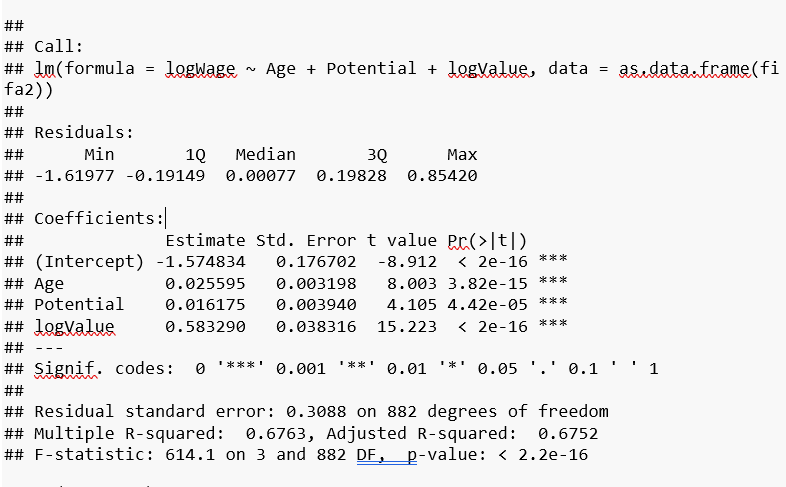 ##
## Call:
## lm(formula = logWage ~ Age + Potential + logValue, data = as.data.frame(fi
fa2))
##
## Residuals:
##      Min       1Q   Median       3Q      Max
## -1.61977 -0.19149  0.00077  0.19828  0.85420
##
## Coefficients:
##              Estimate Std. Error t value Pr(>|t|)
## (Intercept) -1.574834   0.176702  -8.912  < 2e-16 ***
## Age          0.025595   0.003198   8.003 3.82e-15 ***
## Potential    0.016175   0.003940   4.105 4.42e-05 ***
## logValue     0.583290   0.038316  15.223  < 2e-16 ***
## ---
## Signif. codes:  0 '***' 0.001 '**' 0.01 '*' 0.05 '.' 0.1 ' ' 1
##
## Residual standard error: 0.3088 on 882 degrees of freedom
## Multiple R-squared:  0.6763, Adjusted R-squared:  0.6752
## F-statistic: 614.1 on 3 and 882 DF,  p-value: < 2.2e-16